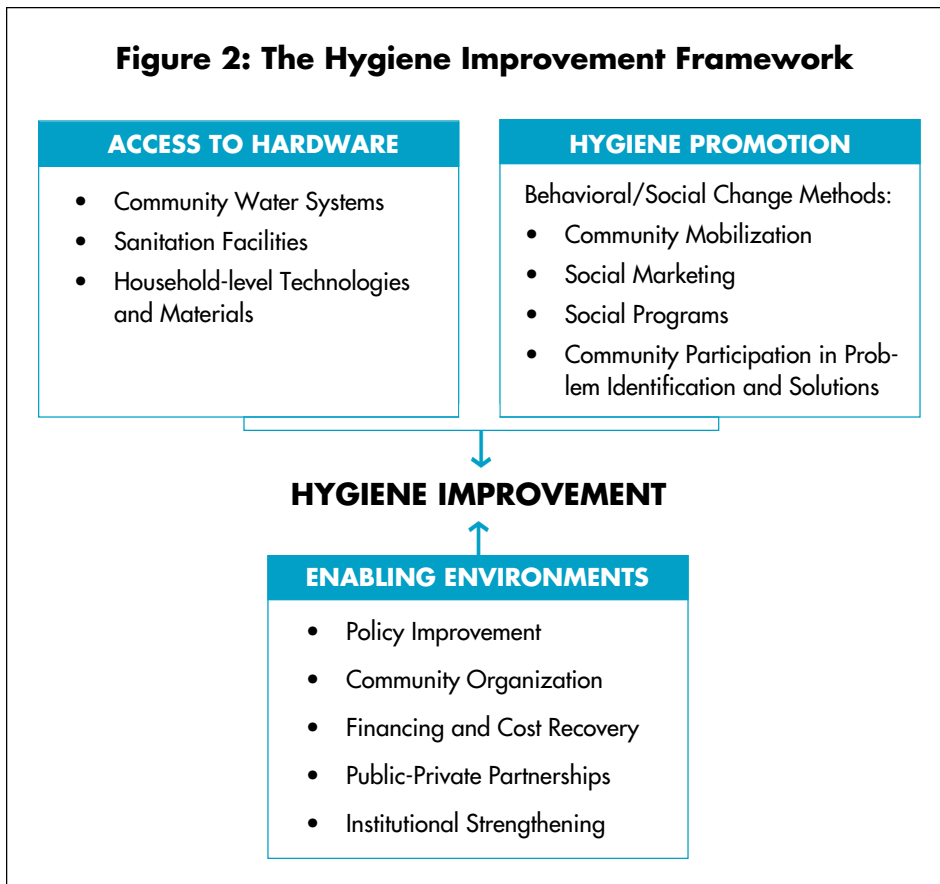 Figure 2: The Hygiene Improvement Framework
ACCESS TO HARDWARE
• Community Water Systems
• Sanitation Facilities
• Household-level Technologies
and Materials
HYGIENE PROMOTION
Behavioral/Social Change Methods:
• Community Mobilization
• Social Marketing
• Social Programs
• Community Participation in Prob-
lem Identification and Solutions
HYGIENE IMPROVEMENT
ENABLING ENVIRONMENTS
• Policy Improvement
• Community Organization
• Financing and Cost Recovery
• Public-Private Partnerships
• Institutional Strengthening